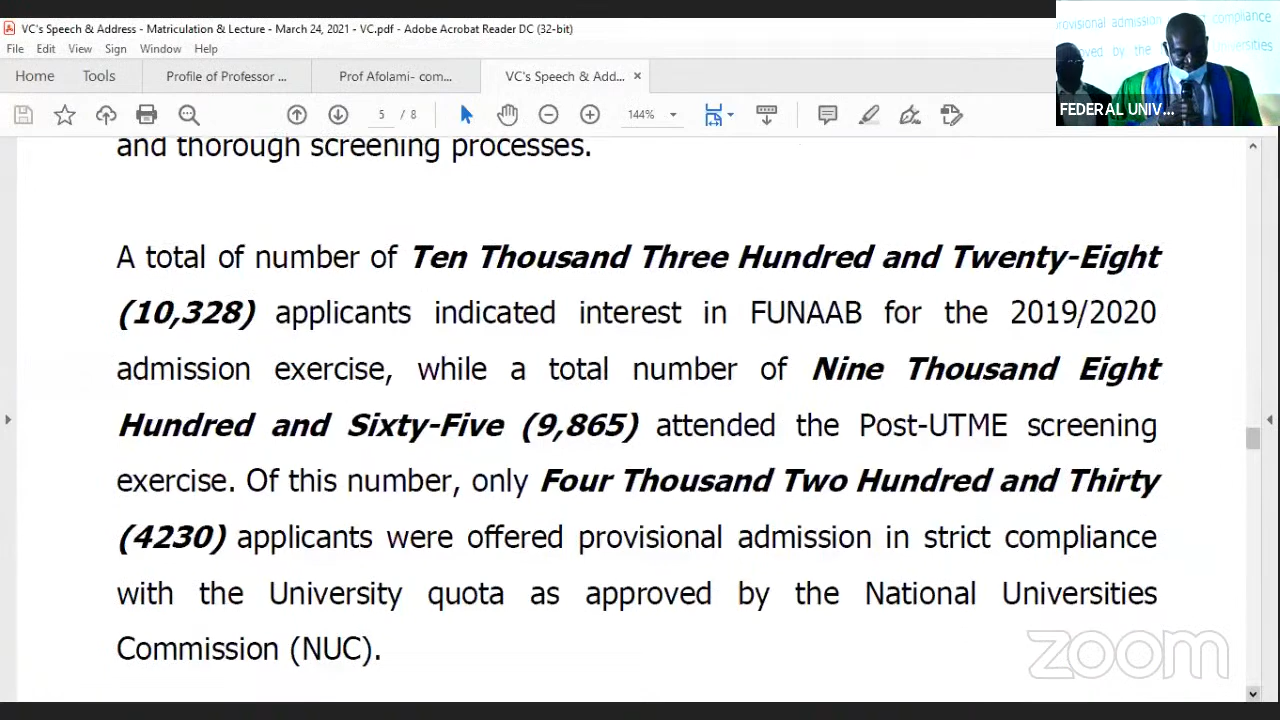 VC's Speech & Address - Matriculation & Lecture - March 24, 2021 - VC.pdf - Adobe Acrobat Reader DC (32-bit)
File Edit View Sign Window Help
Home Tools Profile of Professor ... Prof Afolami- com... VC's Speech & Add... ×
5 / 8 144%
and thorough screening processes.
A total of number of Ten Thousand Three Hundred and Twenty-Eight
(10,328) applicants indicated interest in FUNAAB for the 2019/2020
admission exercise, while a total number of Nine Thousand Eight
Hundred and Sixty-Five (9,865) attended the Post-UTME screening
exercise. Of this number, only Four Thousand Two Hundred and Thirty
(4230) applicants were offered provisional admission in strict compliance
with the University quota as approved by the National Universities
Commission (NUC).
provisional admission compliance
by the Universities
FEDERAL UNIV...
zoom